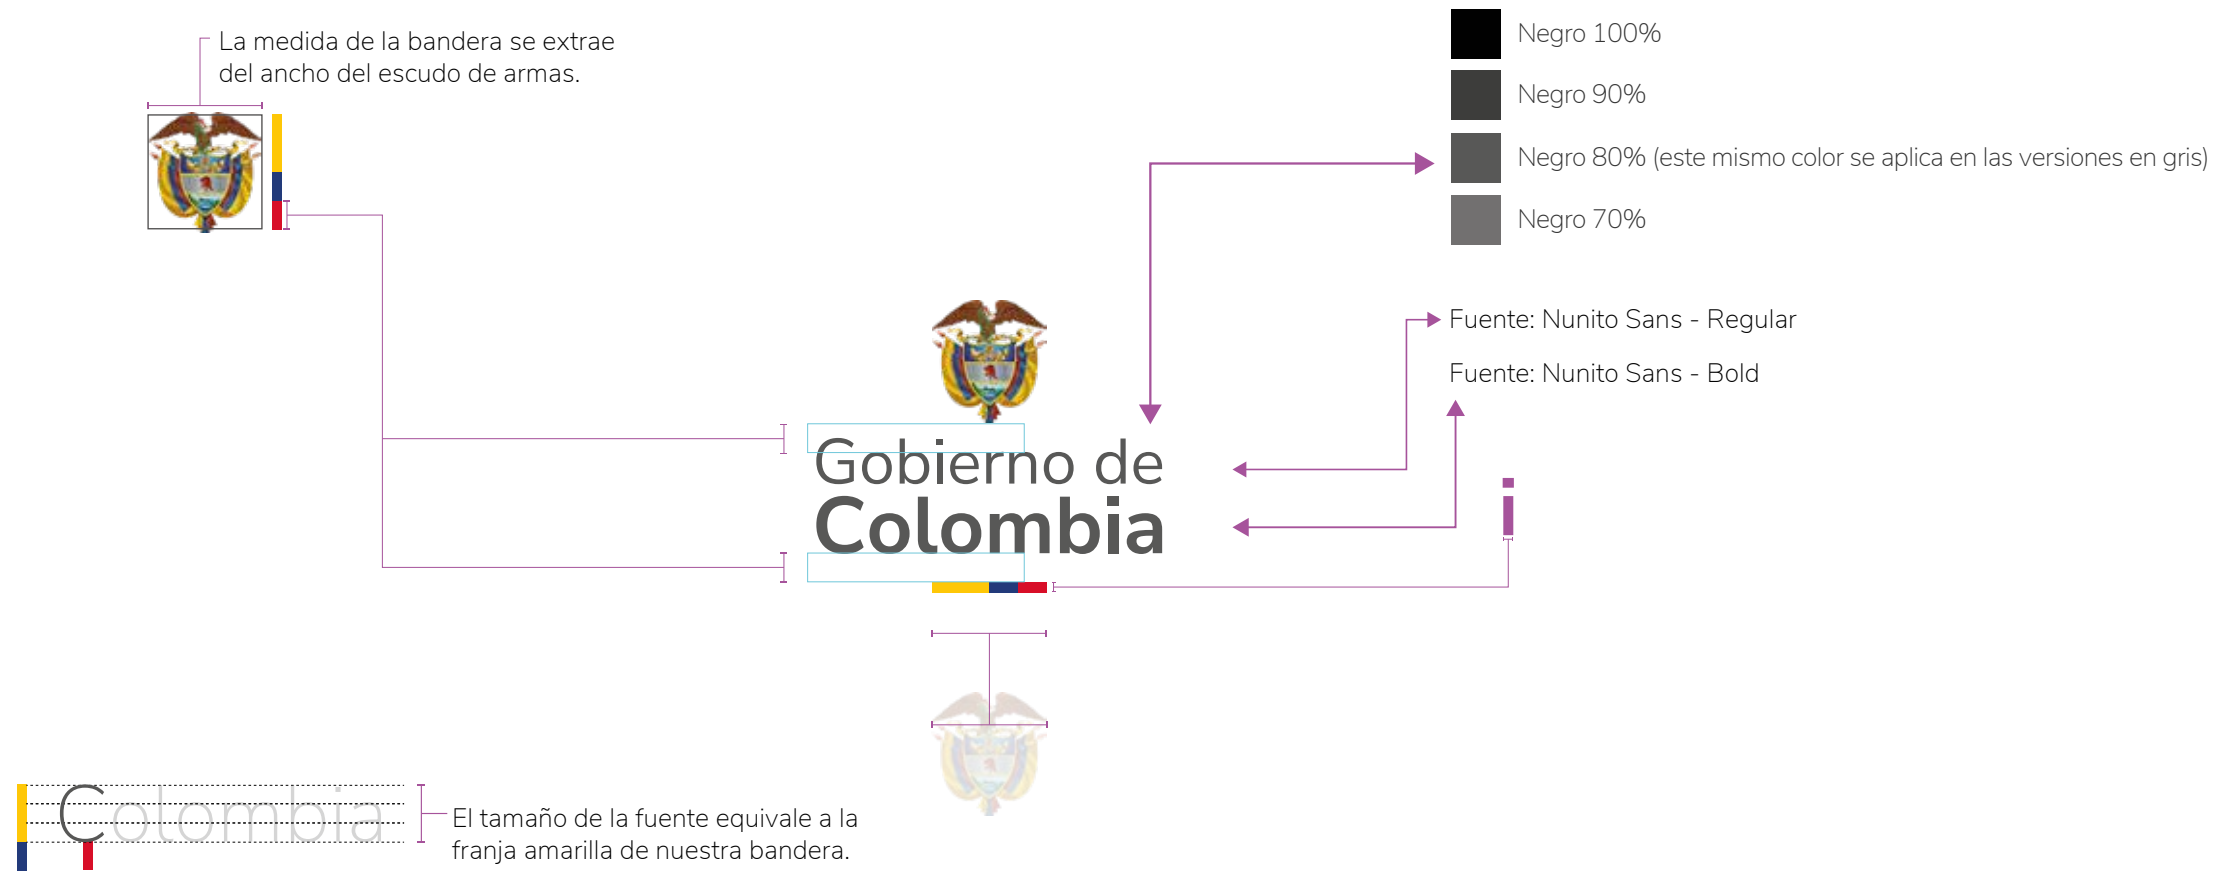 La medida de la bandera se extrae
del ancho del escudo de armas.
Negro 100%
Negro 90%
Negro 80% (este mismo color se aplica en las versiones en gris)
Negro 70%
Fuente: Nunito Sans - Regular
Fuente: Nunito Sans - Bold
Gobierno de
Colombia
i
Colombia
El tamaño de la fuente equivale a la
franja amarilla de nuestra bandera.